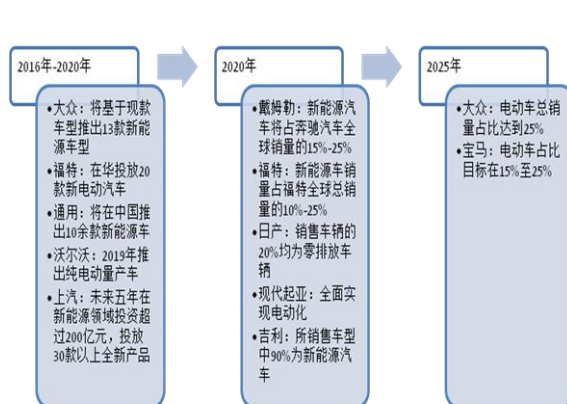 2016年-2020年
•大众：将基于现款
车型推出13款新能
源车型
•福特：在华投放20
款新电动汽车
•通用：将在中国推
出10余款新能源车
•沃尔沃：2019年推
出纯电动量产车
•上汽：未来五年在
新能源领域投资超
过200亿元，投放
30款以上全新产品
2020年
•戴姆勒：新能源汽
车将占奔驰汽车全
球销量的15%-25%
•福特：新能源车销
量占福特全球总销
量的10%-25%
•日产：销售车辆的
20%均为零排放车
辆
•现代起亚：全面实
现电动化
•吉利：所销售车型
中90%为新能源汽
车
2025年
•大众：电动车总销
量占比达到25%
•宝马：电动车占比
目标在15%至25%